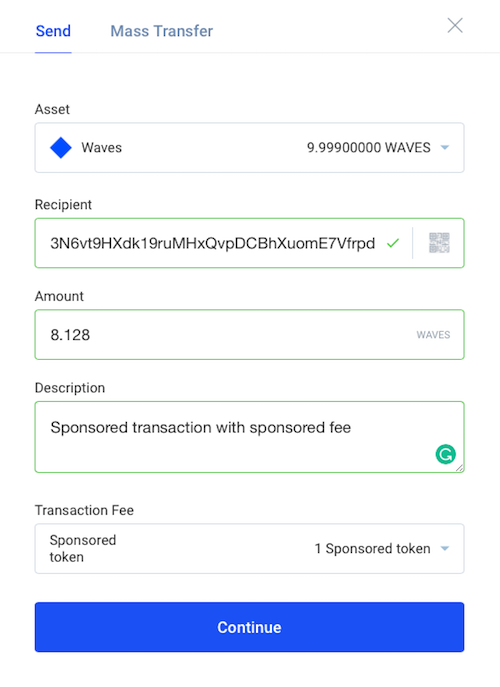 Send Mass Transfer
Asset
Waves 9.99900000 WAVES
Recipient
3N6vt9HXdk19ruMHxQvpDCBhXuomE7Vfrpd
Amount
8.128 WAVES
Description
Sponsored transaction with sponsored fee
Transaction Fee
Sponsored
token
1 Sponsored token
Continue